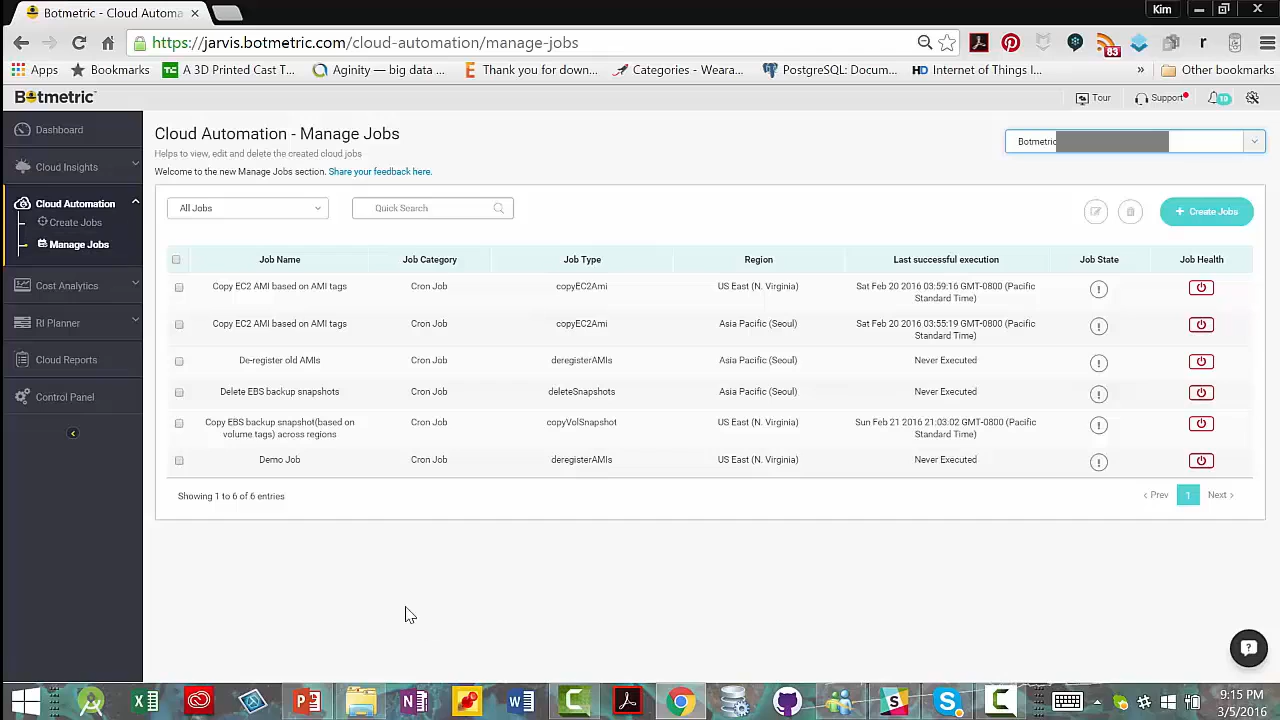 Botmetric - Cloud Automa
Kim
https://jarvis.botmetric.com/cloud-automation/manage-jobs
83
Apps
Bookmarks
A 3D Printed Cast T...
Aginity — big data ...
Thank you for down...
Categories - Weara...
PostgreSQL: Docum...
Internet of Things I...
»
Other bookmarks
Botmetric
Tour
Support
10
Dashboard
Cloud Insights
Cloud Automation
Create Jobs
Manage Jobs
Cost Analytics
RI Planner
Cloud Reports
Control Panel
Cloud Automation - Manage Jobs
Helps to view, edit and delete the created cloud jobs
Welcome to the new Manage Jobs section. Share your feedback here.
Botmetric
All Jobs
Quick Search
+ Create Jobs
Job Name Job Category Job Type Region Last successful execution Job State Job Health
Copy EC2 AMI based on AMI tags Cron Job copyEC2Ami US East (N. Virginia) Sat Feb 20 2016 03:59:16 GMT-0800 (Pacific
Standard Time)
Copy EC2 AMI based on AMI tags Cron Job copyEC2Ami Asia Pacific (Seoul) Sat Feb 20 2016 03:55:19 GMT-0800 (Pacific
Standard Time)
De-register old AMIs Cron Job deregisterAMIs Asia Pacific (Seoul) Never Executed
Delete EBS backup snapshots Cron Job deleteSnapshots Asia Pacific (Seoul) Never Executed
Copy EBS backup snapshot(based on Cron Job copyVolSnapshot US East (N. Virginia) Sun Feb 21 2016 21:03:02 GMT-0800 (Pacific
volume tags) across regions Standard Time)
Demo Job Cron Job deregisterAMIs US East (N. Virginia) Never Executed
Showing 1 to 6 of 6 entries
‹ Prev 1 Next ›
9:15 PM
3/5/2016